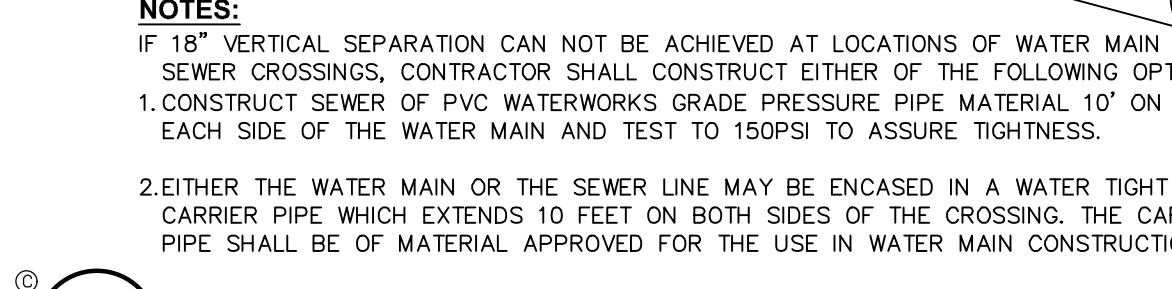 NOTES:
IF 18" VERTICAL SEPARATION CAN NOT BE ACHIEVED AT LOCATIONS OF WATER MAIN
SEWER CROSSINGS, CONTRACTOR SHALL CONSTRUCT EITHER OF THE FOLLOWING OPT
1. CONSTRUCT SEWER OF PVC WATERWORKS GRADE PRESSURE PIPE MATERIAL 10' ON
EACH SIDE OF THE WATER MAIN AND TEST TO 150PSI TO ASSURE TIGHTNESS.
2. EITHER THE WATER MAIN OR THE SEWER LINE MAY BE ENCASED IN A WATER TIGHT
CARRIER PIPE WHICH EXTENDS 10 FEET ON BOTH SIDES OF THE CROSSING. THE
PIPE SHALL BE OF MATERIAL APPROVED FOR THE USE IN WATER MAIN CONSTRUCTI
©